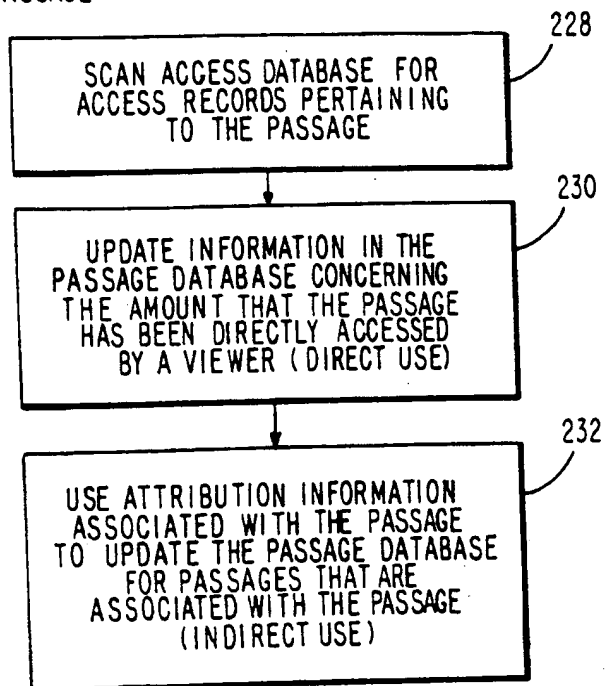 228
SCAN ACCESS DATABASE FOR
ACCESS RECORDS PERTAINING
TO THE PASSAGE
230
UPDATE INFORMATION IN THE
PASSAGE DATABASE CONCERNING
THE AMOUNT THAT THE PASSAGE
HAS BEEN DIRECTLY ACCESSED
BY A VIEWER (DIRECT USE)
232
USE ATTRIBUTION INFORMATION
ASSOCIATED WITH THE PASSAGE
TO UPDATE THE PASSAGE DATABASE
FOR PASSAGES THAT ARE
ASSOCIATED WITH THE PASSAGE
(INDIRECT USE)